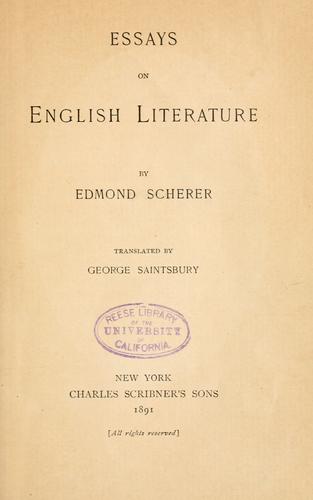 ESSAYS
ON
ENGLISH LITERATURE
BY
EDMOND SCHERER
TRANSLATED BY
GEORGE SAINTSBURY
REESE LIBRARY
OF THE
UNIVERSITY
OF
CALIFORNIA.
NEW YORK
CHARLES SCRIBNER'S SONS
1891
[All rights reserved]